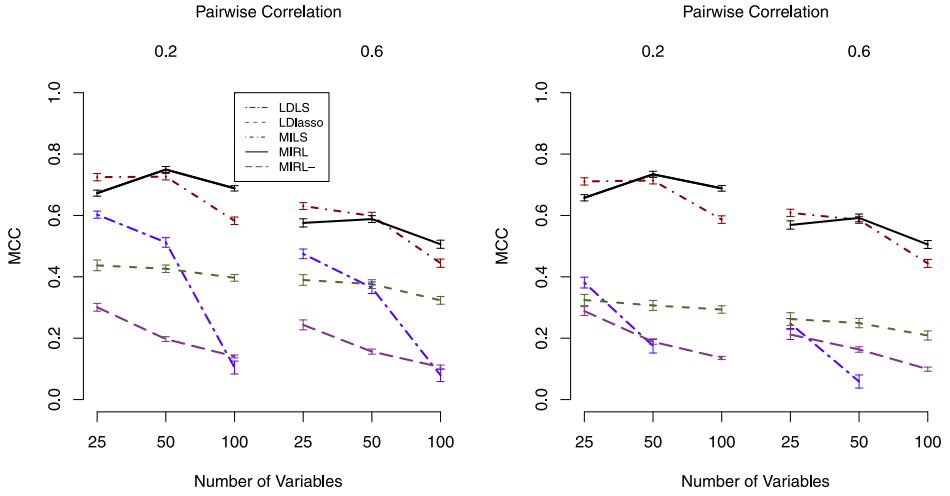 Pairwise Correlation
0.2 0.6
MCC
1.0
0.8
0.6
0.4
0.2
0.0
LDLS
LDlasso
MILS
MIRL
MIRL−
25 50 100 25 50 100
Number of Variables
Pairwise Correlation
0.2 0.6
MCC
1.0
0.8
0.6
0.4
0.2
0.0
25 50 100 25 50 100
Number of Variables